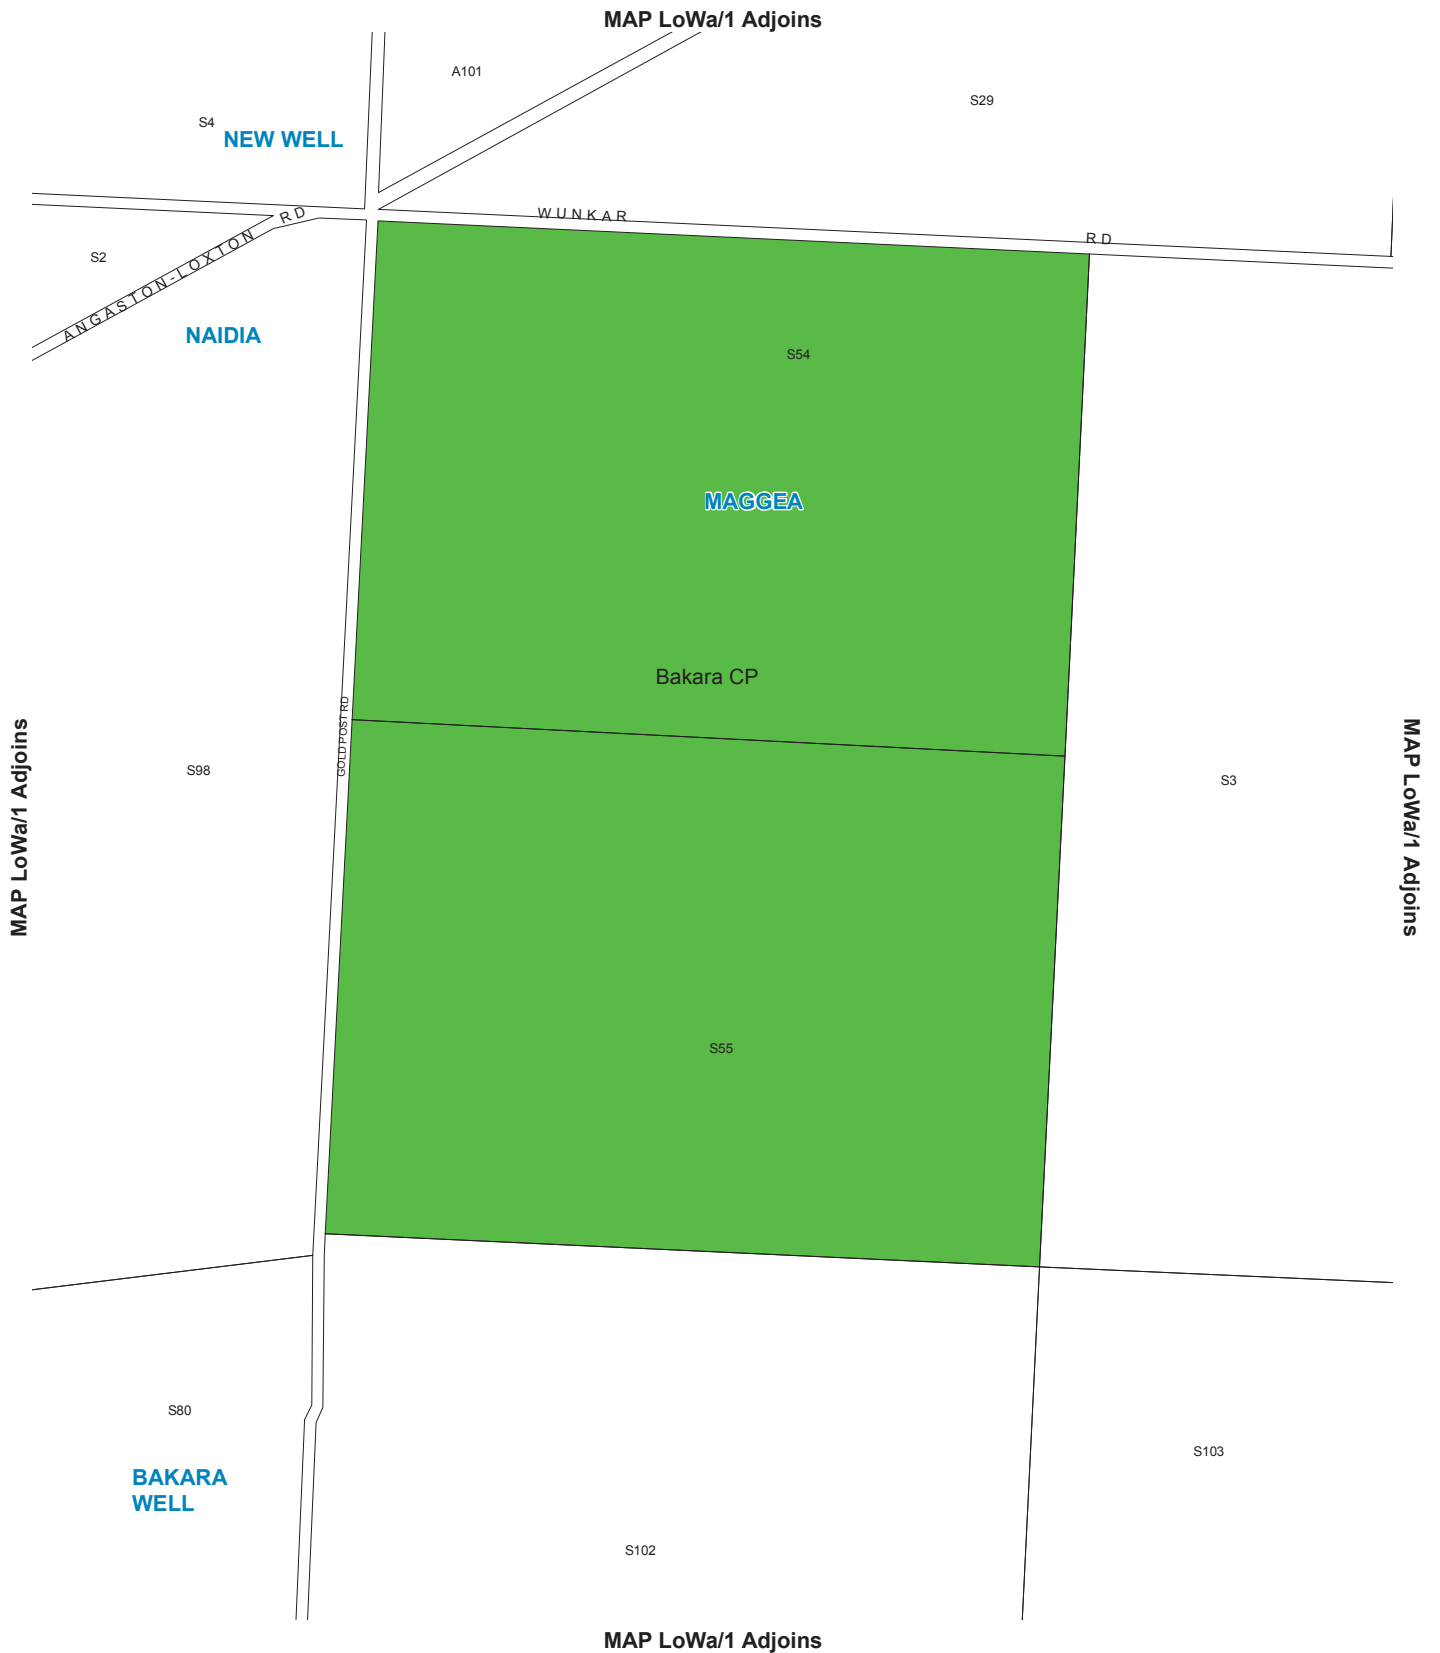 MAP LoWa/1 Adjoins
A101
S29
S4
NEW WELL
WUNKAR RD
ANGASTON-LOXTON RD
S2
NAIDIA
S54
MAGGEA
Bakara CP
GOLD POST RD
MAP LoWa/1 Adjoins
MAP LoWa/1 Adjoins
S98
S3
S55
S80
S103
BAKARA
WELL
S102
MAP LoWa/1 Adjoins